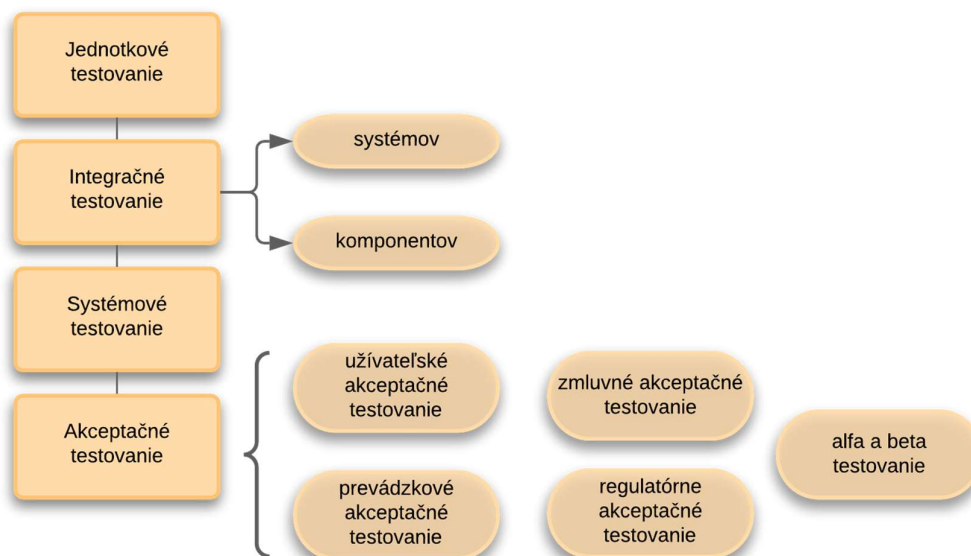 Jednotkové
testovanie
Integračné
testovanie
systémov
komponentov
Systémové
testovanie
Akceptačné
testovanie
užívateľské
akceptačné
testovanie
zmluvné akceptačné
testovanie
alfa a beta
testovanie
prevádzkové
akceptačné
testovanie
regulatórne
akceptačné
testovanie